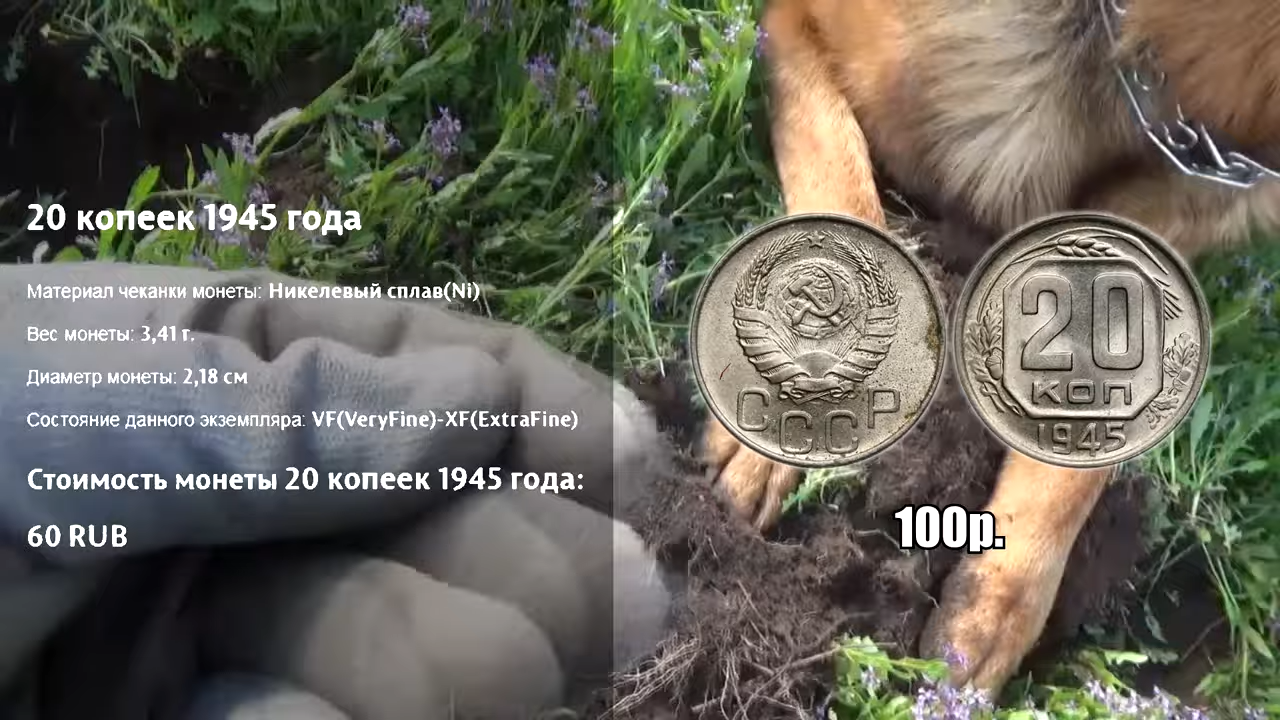 20 копеек 1945 года
Материал чеканки монеты: Никелевый сплав(Ni)
Вес монеты: 3,41 г.
Диаметр монеты: 2,18 см
Состояние данного экземпляра: VF(VeryFine)-XF(ExtraFine)
Стоимость монеты 20 копеек 1945 года:
60 RUB
СССР
20
КОП
1945
100р.